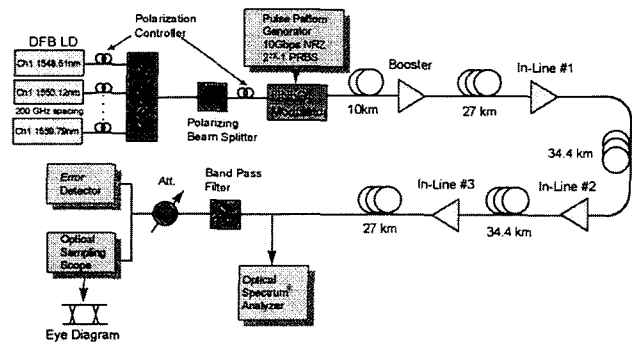 Polarization
Controller
DFB LD
Ch1 1548.51nm
Ch1 1550.12nm
200 GHz spacing
Ch1 1559.79nm
Polarizing
Beam Splitter
Pulse Pattern
Generator
10Gbps NRZ
PRBS
10km
Booster
27 km
In-Line #1
34.4 km
In-Line #2
34.4 km
In-Line #3
27 km
Band Pass
Filter
Att.
Error
Detector
Optical
Sampling
Scope
Eye Diagram
Optical
Spectrum
Analyzer